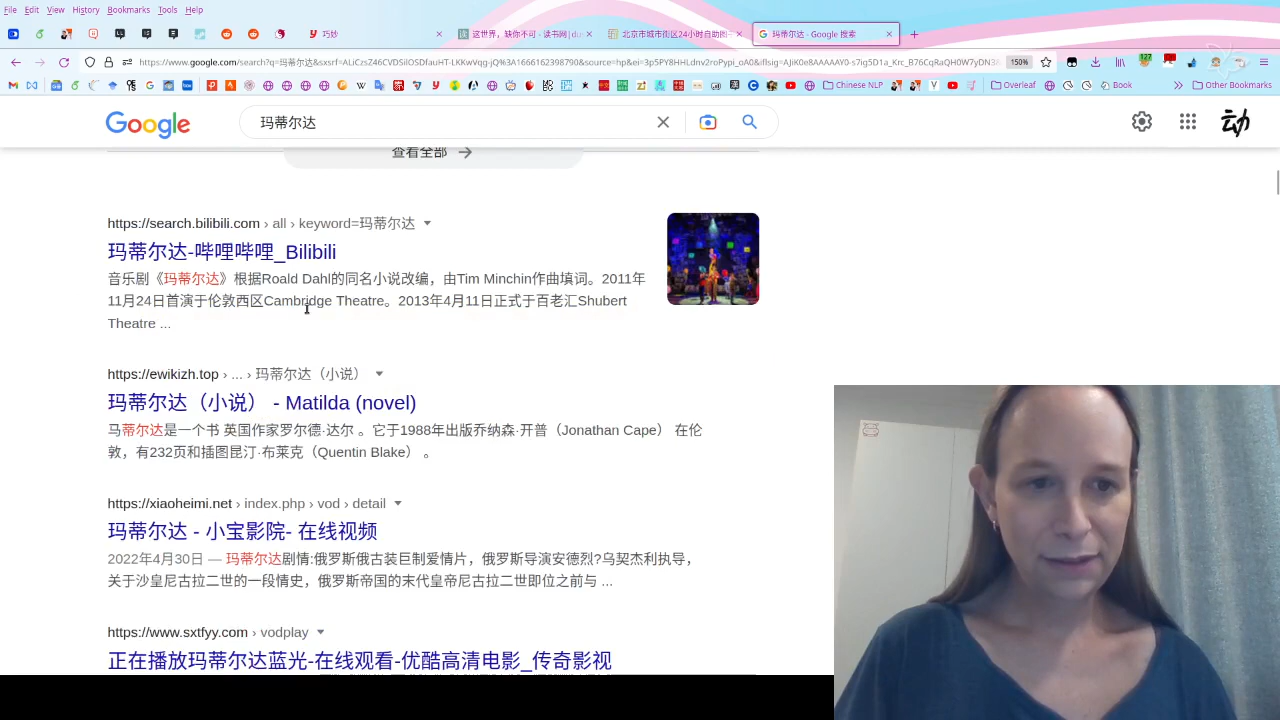 File Edit View History Bookmarks Tools Help
巧妙
这世界，缺你不可 - 读书网|du
北京市城市街区24小时自助图
玛蒂尔达 - Google 搜索
150%
127
Chinese NLP
Overleaf
Book
Other Bookmarks
Google
玛蒂尔达
动
查看全部
https://search.bilibili.com › all › keyword=玛蒂尔达
玛蒂尔达-哔哩哔哩_Bilibili
音乐剧《玛蒂尔达》根据Roald Dahl的同名小说改编，由Tim Minchin作曲填词。2011年
11月24日首演于伦敦西区Cambridge Theatre。2013年4月11日正式于百老汇Shubert
Theatre ...
https://ewikizh.top › ... › 玛蒂尔达（小说）
玛蒂尔达（小说） - Matilda (novel)
马蒂尔达是一个书 英国作家罗尔德·达尔 。它于1988年出版乔纳森·开普（Jonathan Cape） 在伦
敦，有232页和插图昆汀·布莱克（Quentin Blake） 。
https://xiaoheimi.net › index.php › vod › detail
玛蒂尔达 - 小宝影院- 在线视频
2022年4月30日 — 玛蒂尔达剧情:俄罗斯俄古装巨制爱情片，俄罗斯导演安德烈?乌契杰利执导，
关于沙皇尼古拉二世的一段情史，俄罗斯帝国的末代皇帝尼古拉二世即位之前与 ...
https://www.sxtfyy.com › vodplay
正在播放玛蒂尔达蓝光-在线观看-优酷高清电影_传奇影视